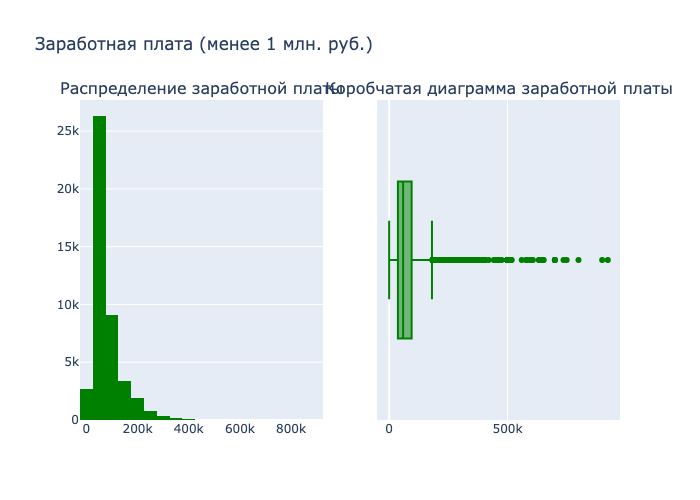 Заработная плата (менее 1 млн. руб.)
Распределение заработной платы
Коробчатая диаграмма заработной платы
25k
20k
15k
10k
5k
0
0 200k 400k 600k 800k
0 500k